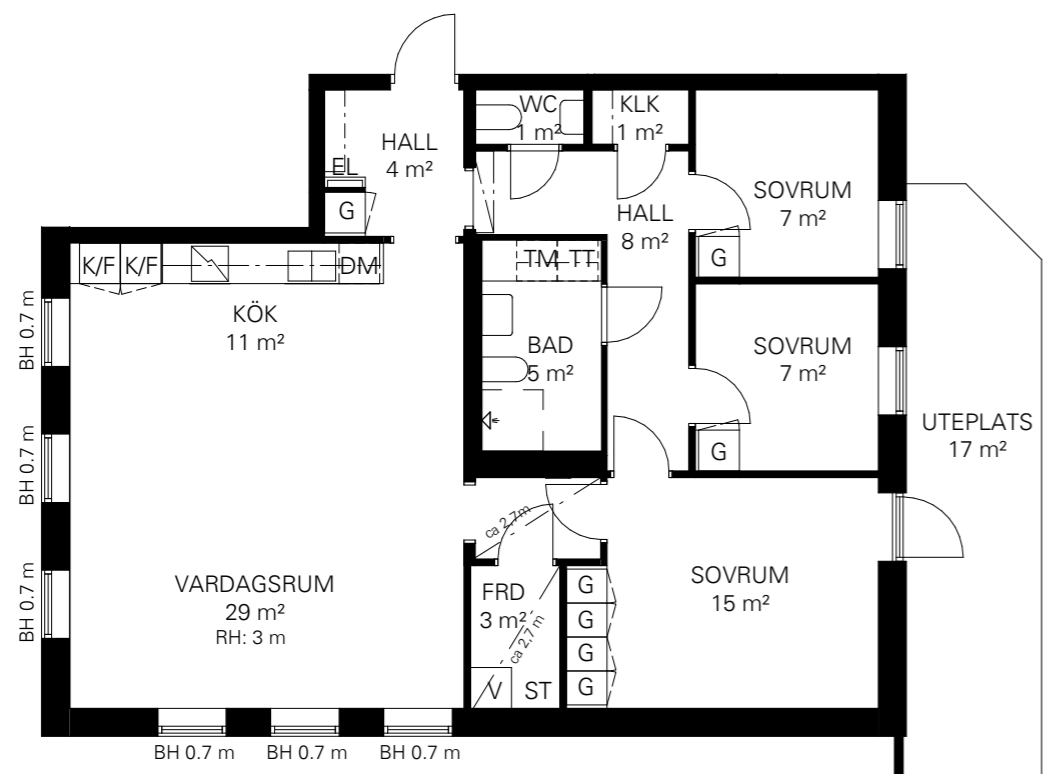 WC
1 m²
KLK
1 m²
HALL
4 m²
EL
G
SOVRUM
7 m²
HALL
8 m²
G
K/F
K/F
DM
TM
TT
KÖK
11 m²
BAD
5 m²
SOVRUM
7 m²
G
UTEPLATS
17 m²
BH 0.7 m
BH 0.7 m
BH 0.7 m
ca 2,7m
VARDAGSRUM
29 m²
RH: 3 m
FRD
3 m²
ca 2,7 m
V
ST
G
G
G
G
SOVRUM
15 m²
BH 0.7 m
BH 0.7 m
BH 0.7 m